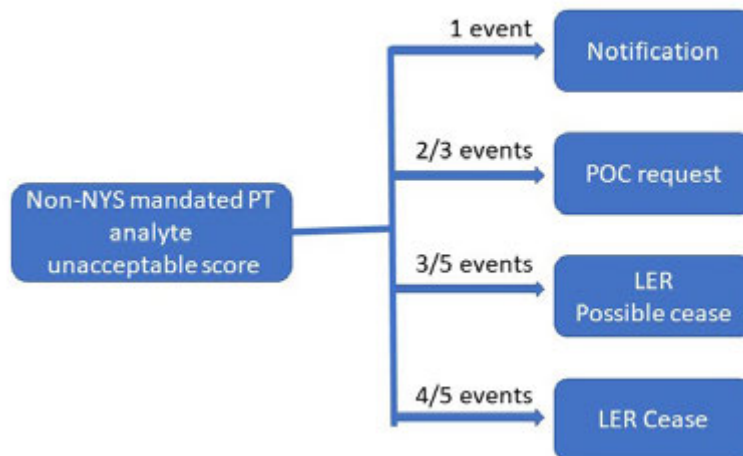 1 event
Notification
2/3 events
POC request
Non-NYS mandated PT
analyte
unacceptable score
3/5 events
LER
Possible cease
4/5 events
LER Cease